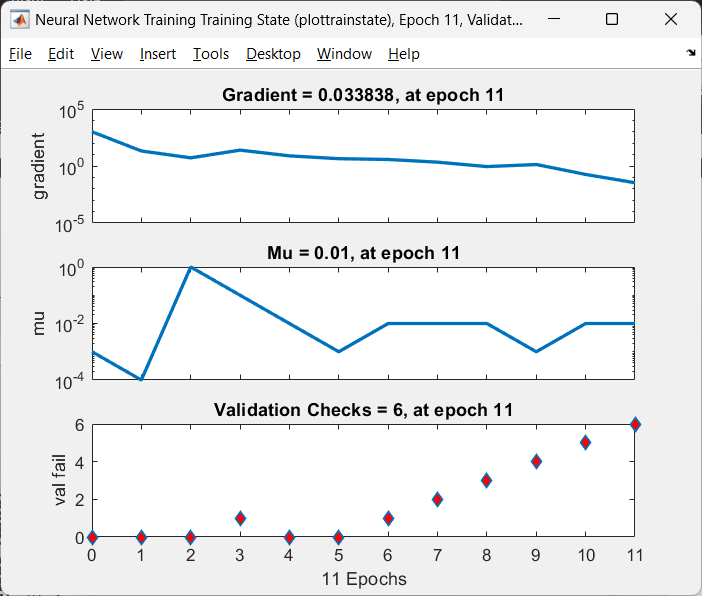 Neural Network Training Training State (plottrainstate), Epoch 11, Validat...
File Edit View Insert Tools Desktop Window Help
Gradient = 0.033838, at epoch 11
10^5
10^0
10^-5
gradient
Mu = 0.01, at epoch 11
10^0
10^-2
10^-4
mu
Validation Checks = 6, at epoch 11
6
4
2
0
val fail
0 1 2 3 4 5 6 7 8 9 10 11
11 Epochs